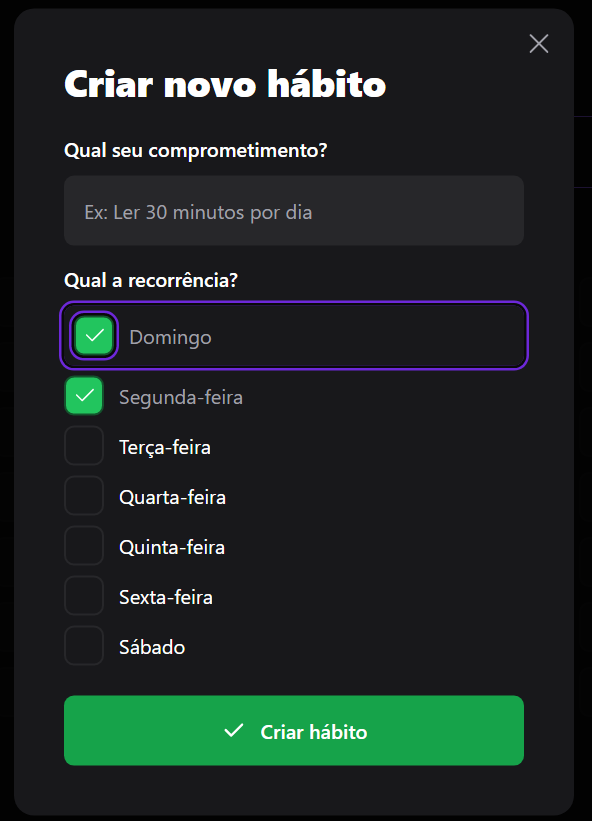 Criar novo hábito
Qual seu comprometimento?
Ex: Ler 30 minutos por dia
Qual a recorrência?
Domingo
Segunda-feira
Terça-feira
Quarta-feira
Quinta-feira
Sexta-feira
Sábado
Criar hábito